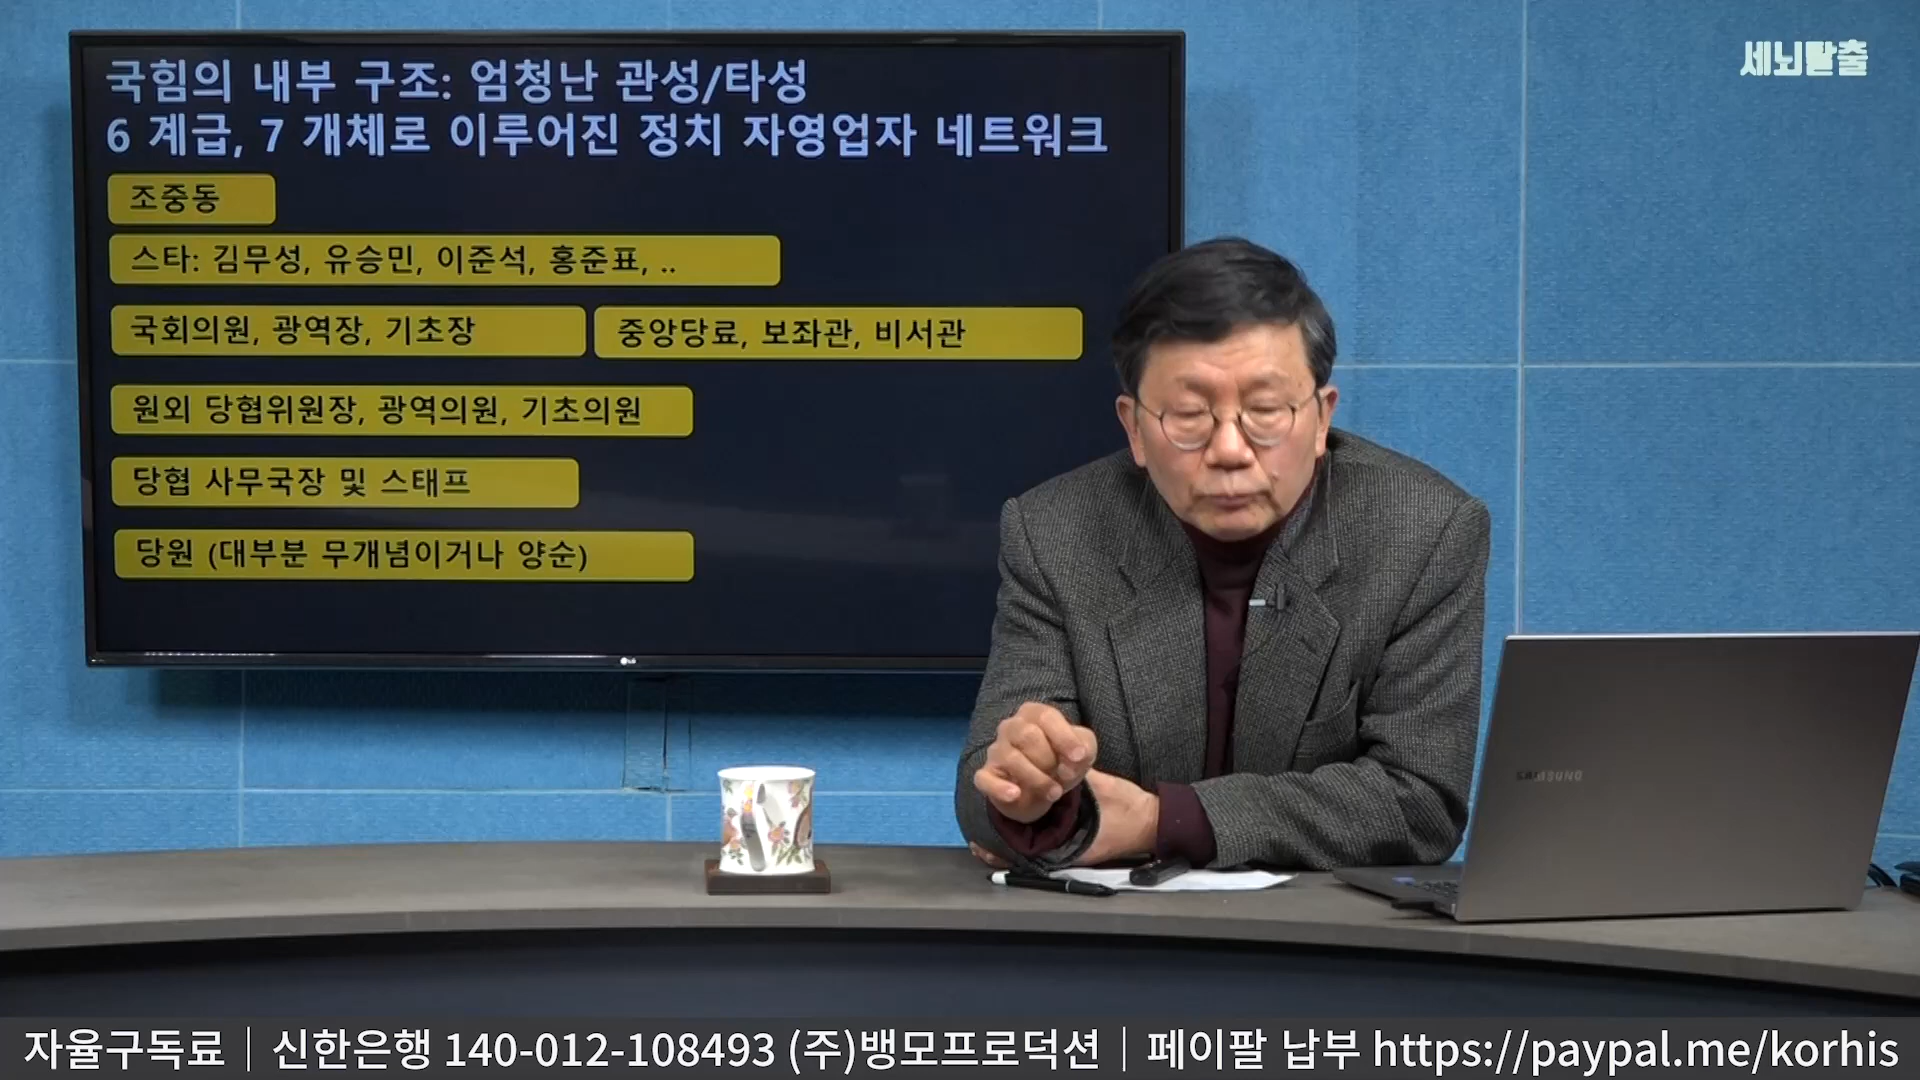 세뇌탈출
국힘의 내부 구조: 엄청난 관성/타성
6 계급, 7 개체로 이루어진 정치 자영업자 네트워크
조중동
스타: 김무성, 유승민, 이준석, 홍준표, ..
국회의원, 광역장, 기초장
중앙당료, 보좌관, 비서관
원외 당협위원장, 광역의원, 기초의원
당협 사무국장 및 스태프
당원 (대부분 무개념이거나 양순)
LG
SAMSUNG
자율구독료│신한은행 140-012-108493 (주)뱅모프로덕션│페이팔 납부 https://paypal.me/korhis